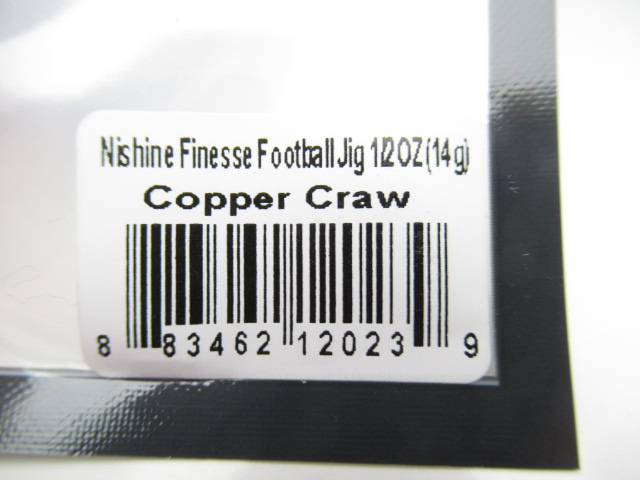 Nishine Finesse Football Jig 1/2OZ(14g)
Copper Craw
8 83462 12023 9